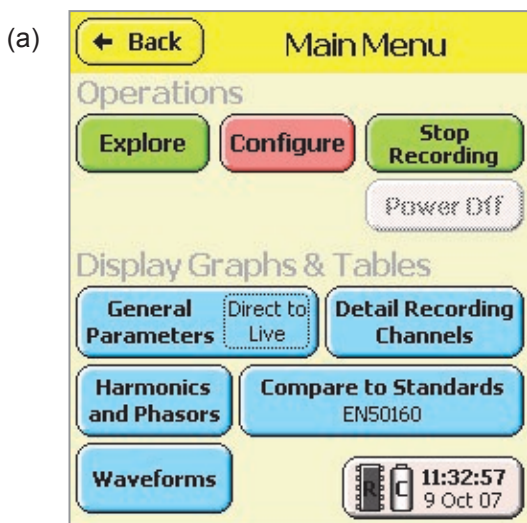 (a)
← Back
Main Menu
Operations
Explore
Configure
Stop
Recording
Power Off
Display Graphs & Tables
General
Parameters
Direct to
Live
Detail Recording
Channels
Harmonics
and Phasors
Compare to Standards
EN50160
Waveforms
R
C
11:32:57
9 Oct 07